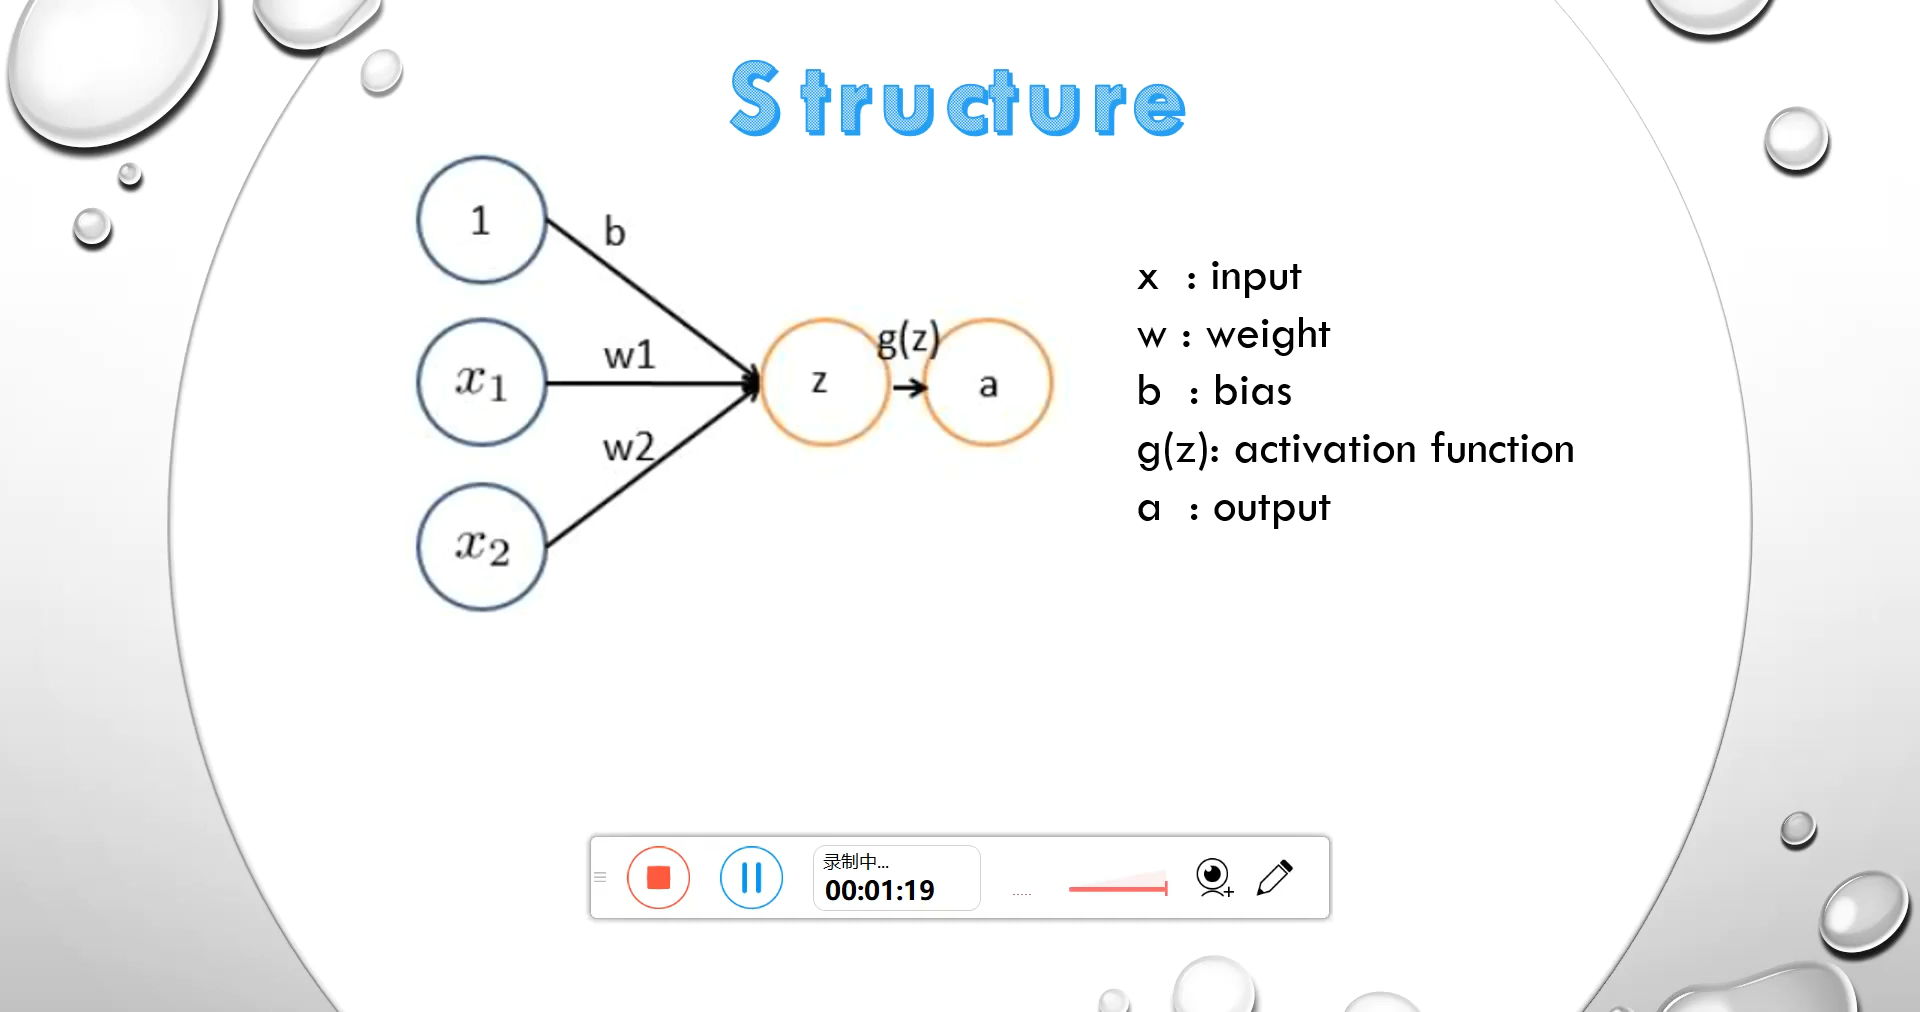 Structure
1
b
x₁
w1
w2
x₂
z
g(z)
a
x : input
w : weight
b : bias
g(z): activation function
a : output
录制中...
00:01:19